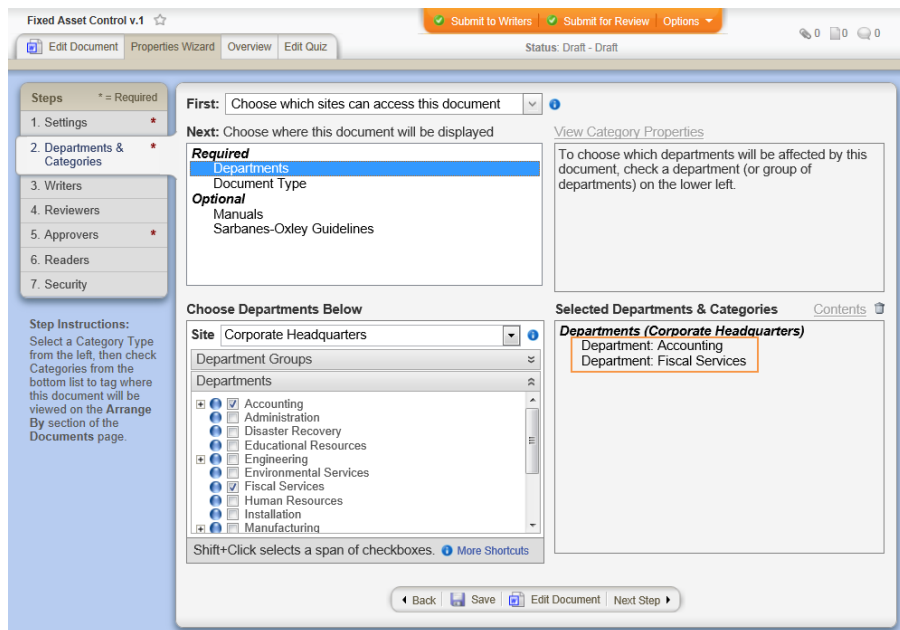 Fixed Asset Control v.1
Submit to Writers Submit for Review Options
0 0 0
Edit Document Properties Wizard Overview Edit Quiz
Status: Draft - Draft
Steps * = Required
1. Settings *
2. Departments & *
Categories
3. Writers
4. Reviewers
5. Approvers *
6. Readers
7. Security
Step Instructions:
Select a Category Type
from the left, then check
Categories from the
bottom list to tag where
this document will be
viewed on the Arrange
By section of the
Documents page.
First: Choose which sites can access this document
Next: Choose where this document will be displayed
Required
Departments
Document Type
Optional
Manuals
Sarbanes-Oxley Guidelines
View Category Properties
To choose which departments will be affected by this
document, check a department (or group of
departments) on the lower left.
Choose Departments Below
Site Corporate Headquarters
Department Groups
Departments
Accounting
Administration
Disaster Recovery
Educational Resources
Engineering
Environmental Services
Fiscal Services
Human Resources
Installation
Manufacturing
Shift+Click selects a span of checkboxes. More Shortcuts
Selected Departments & Categories Contents
Departments (Corporate Headquarters)
Department: Accounting
Department: Fiscal Services
Back Save Edit Document Next Step